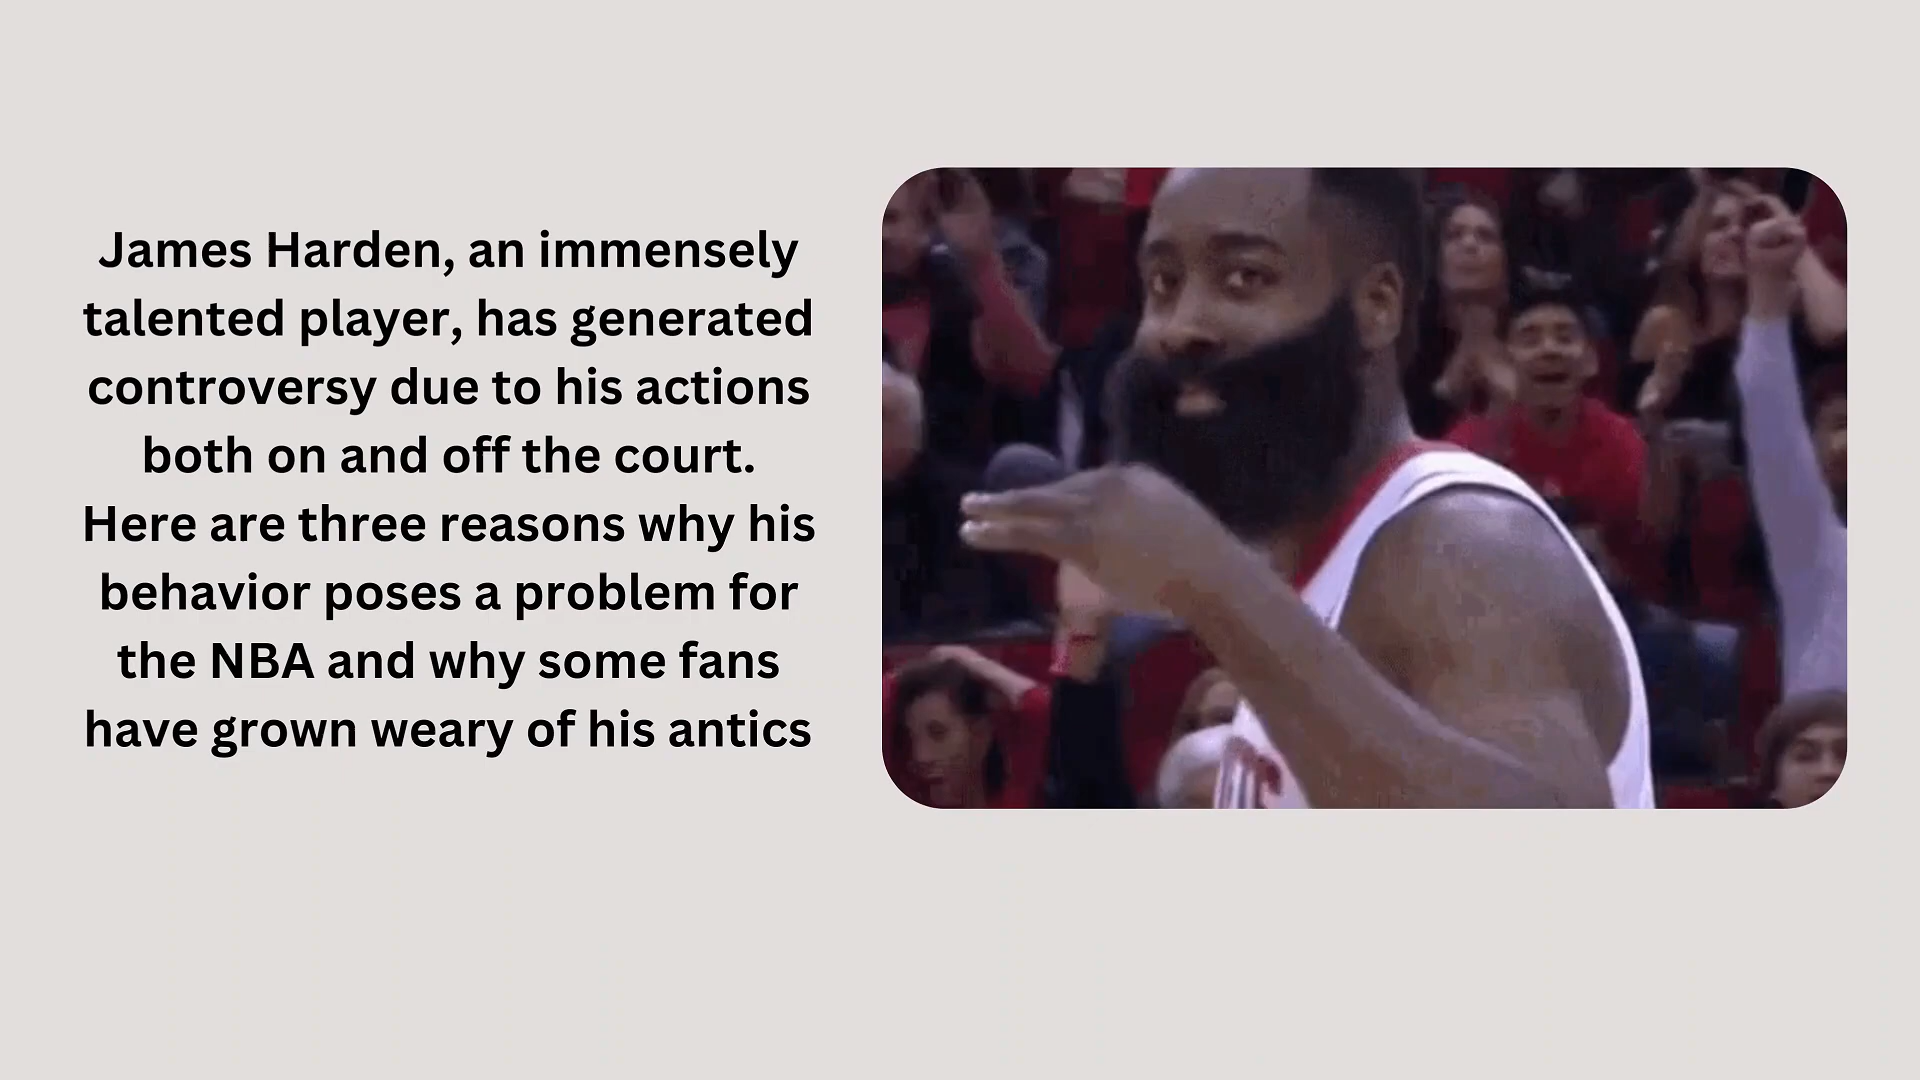 James Harden, an immensely
talented player, has generated
controversy due to his actions
both on and off the court.
Here are three reasons why his
behavior poses a problem for
the NBA and why some fans
have grown weary of his antics